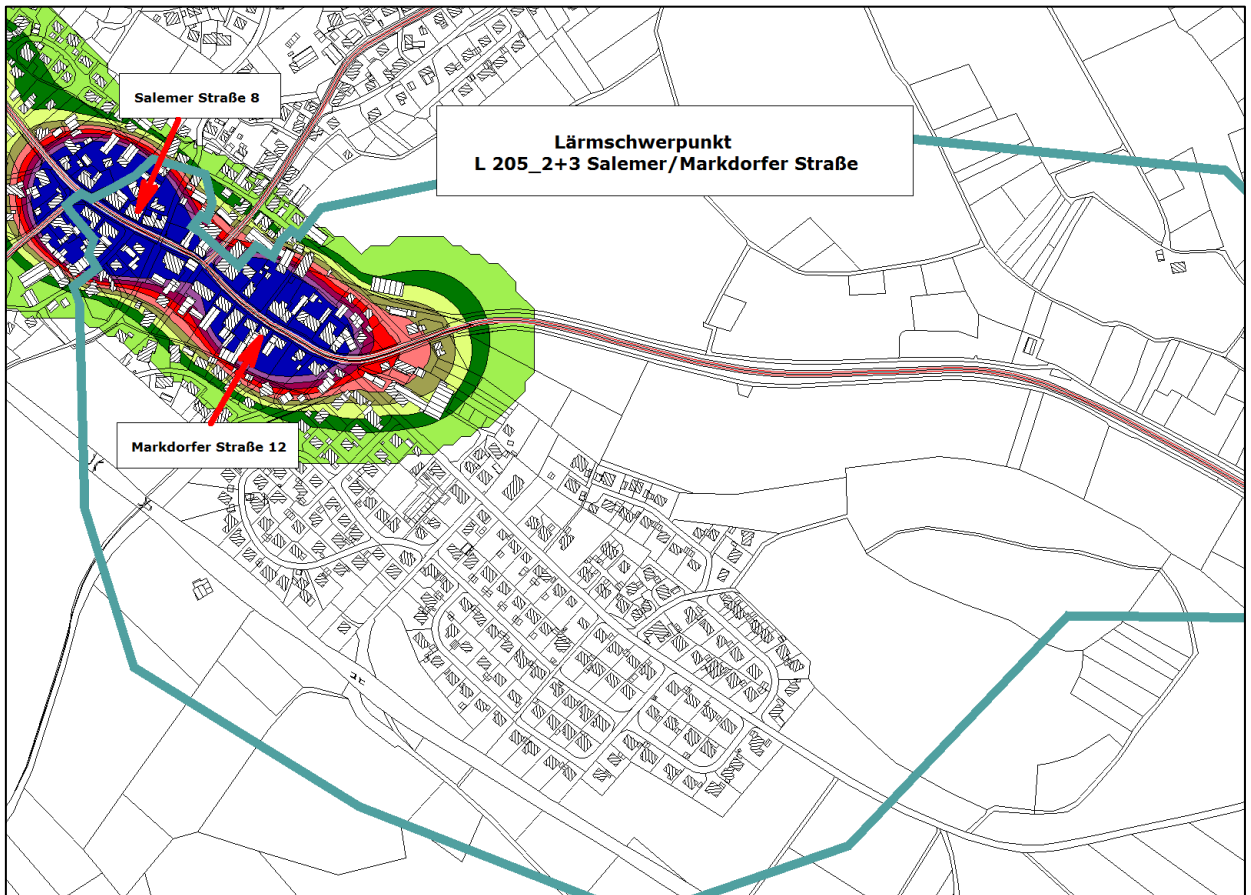 Salemer Straße 8
Lärmschwerpunkt
L 205_2+3 Salemer/Markdorfer Straße
Markdorfer Straße 12